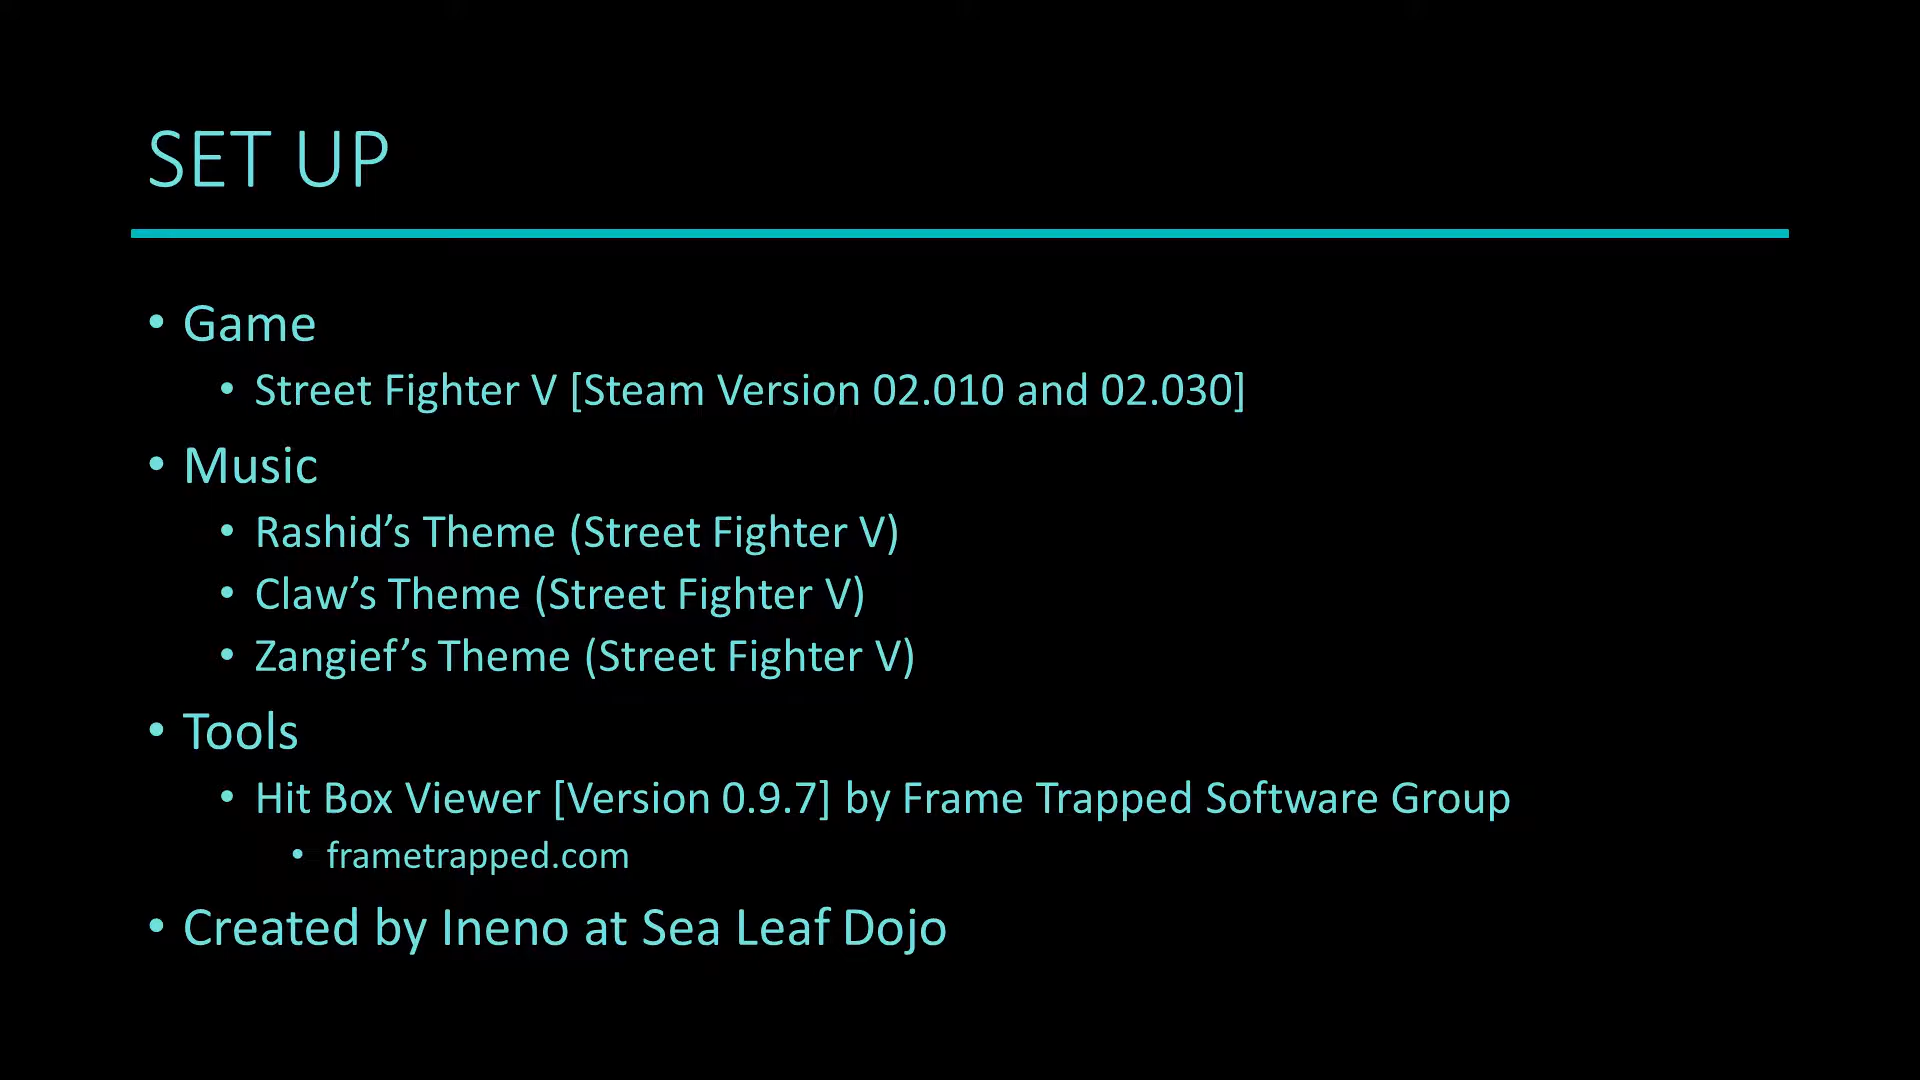 SET UP
• Game
• Street Fighter V [Steam Version 02.010 and 02.030]
• Music
• Rashid’s Theme (Street Fighter V)
• Claw’s Theme (Street Fighter V)
• Zangief’s Theme (Street Fighter V)
• Tools
• Hit Box Viewer [Version 0.9.7] by Frame Trapped Software Group
• frametrapped.com
• Created by Ineno at Sea Leaf Dojo